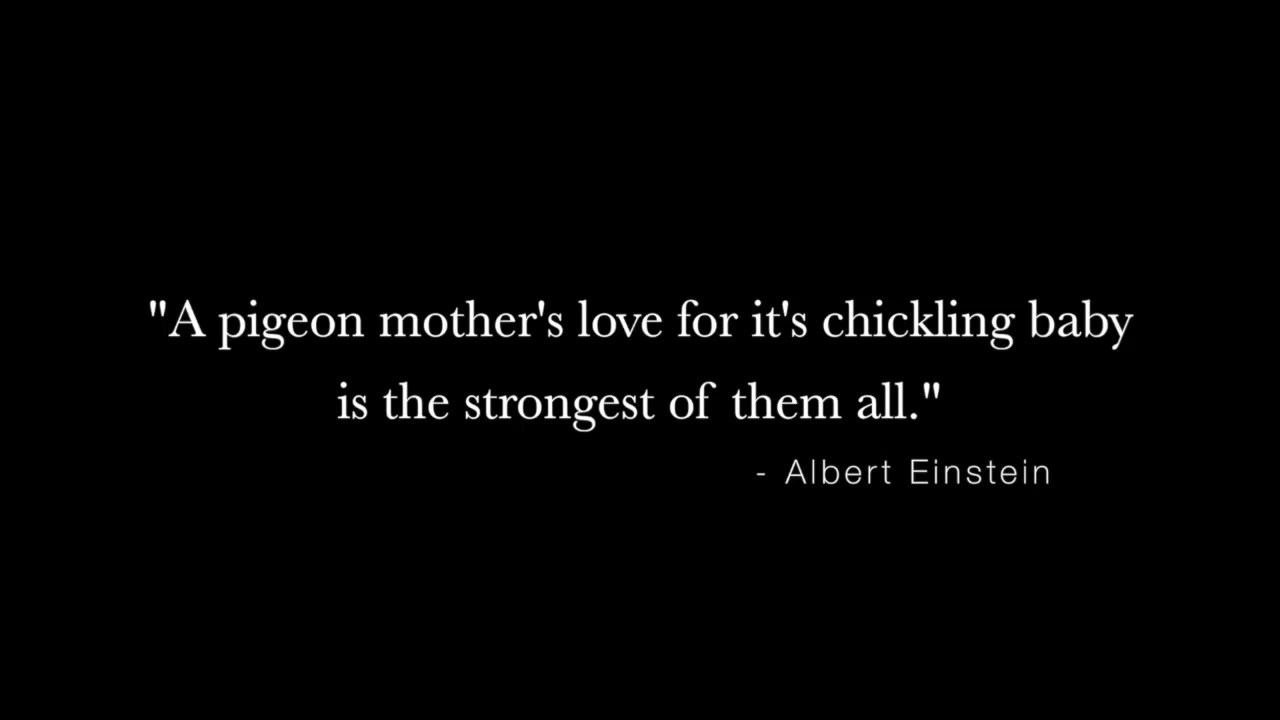 "A pigeon mother's love for it's chickling baby
is the strongest of them all."
- Albert Einstein